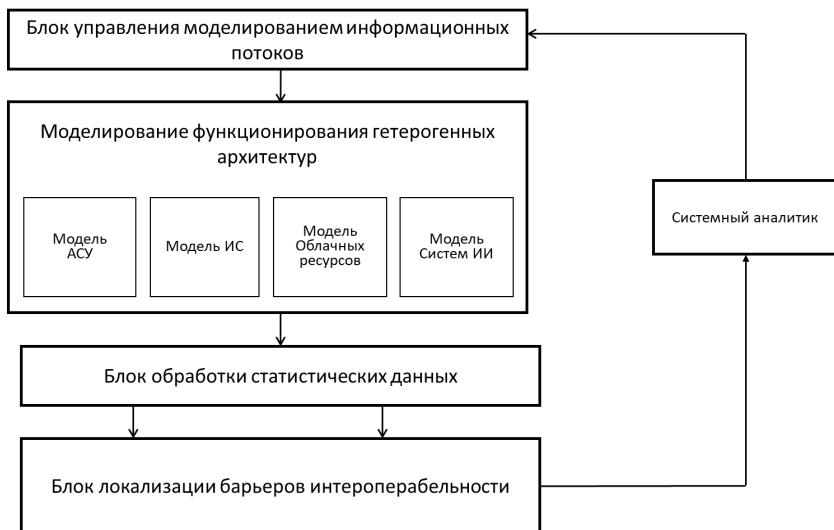 Блок управления моделированием информационных
потоков
Моделирование функционирования гетерогенных
архитектур
Модель
АСУ
Модель ИС
Модель
Облачных
ресурсов
Модель
Систем ИИ
Системный аналитик
Блок обработки статистических данных
Блок локализации барьеров интероперабельности